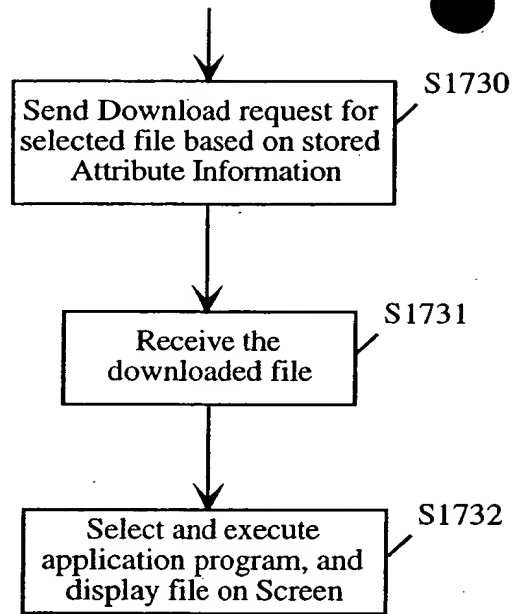 S1730
Send Download request for
selected file based on stored
Attribute Information
S1731
Receive the
downloaded file
S1732
Select and execute
application program, and
display file on Screen